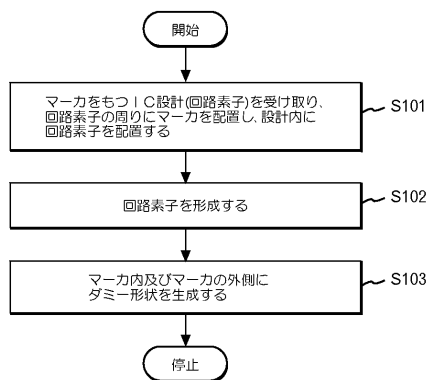 開始
マーカをもつIC設計(回路素子)を受け取り、
回路素子の周りにマーカを配置し、設計内に
回路素子を配置する
S101
回路素子を形成する
S102
マーカ内及びマーカの外側に
ダミー形状を生成する
S103
停止